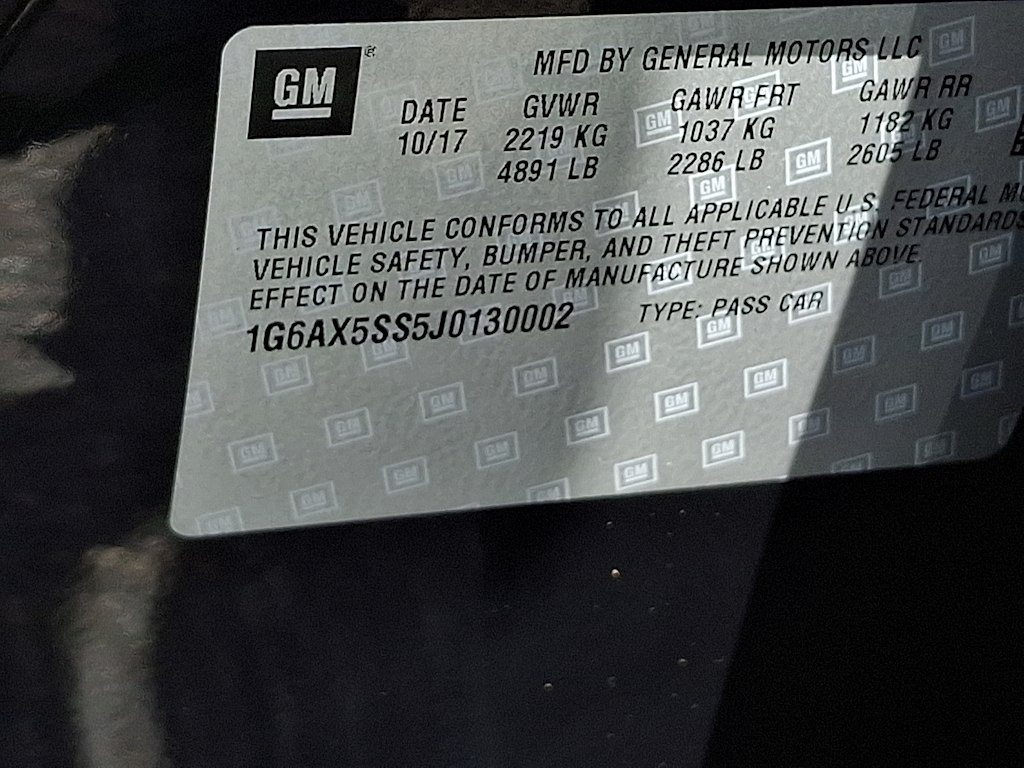 GM ®
MFD BY GENERAL MOTORS LLC
DATE GVWR GAWR FRT GAWR RR
10/17 2219 KG 1037 KG 1182 KG
4891 LB 2286 LB 2605 LB
THIS VEHICLE CONFORMS TO ALL APPLICABLE U.S. FEDERAL
VEHICLE SAFETY, BUMPER, AND THEFT PREVENTION STANDARDS
EFFECT ON THE DATE OF MANUFACTURE SHOWN ABOVE.
1G6AX5SS5J0130002 TYPE: PASS CAR